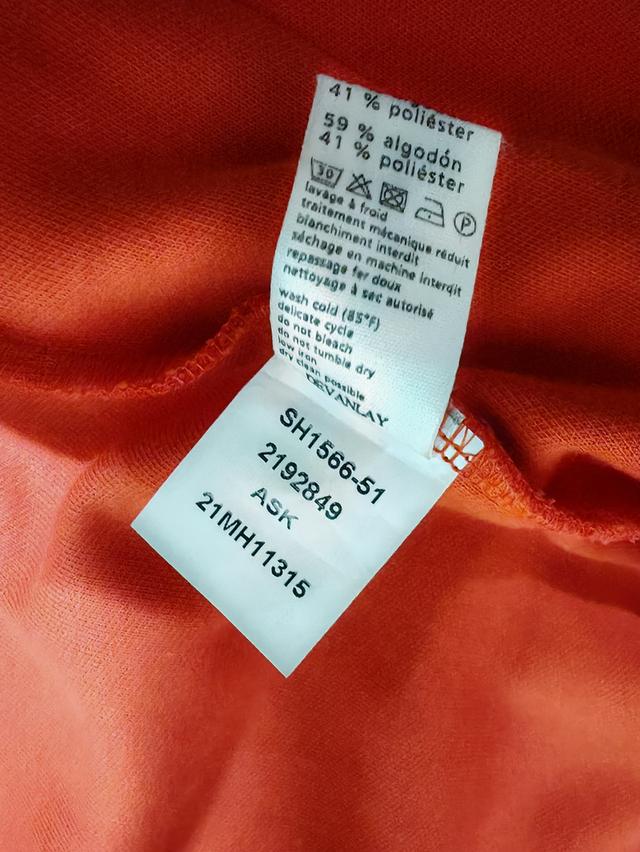 41 % poliéster
59 % algodón
41 % poliéster
30 P
lavage à froid
traitement mécanique réduit
blanchiment interdit
séchage en machine interdit
repassage fer doux
nettoyage à sec autorisé
wash cold (85°F)
delicate cycle
do not bleach
do not tumble dry
low iron
dry clean possible
DEVANLAY
SH1566-51
2192849
ASK
21MH11315